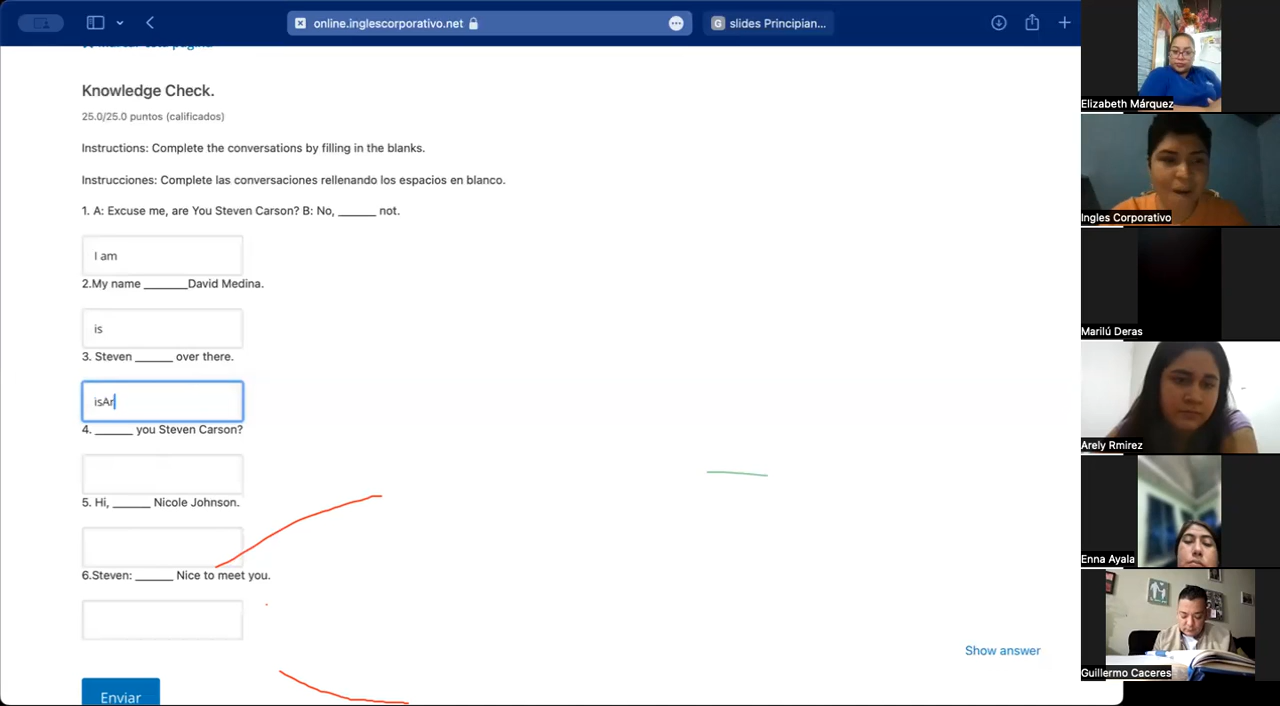 online.inglescorporativo.net
G slides Principian...
Knowledge Check.
25.0/25.0 puntos (calificados)
Instructions: Complete the conversations by filling in the blanks.
Instrucciones: Complete las conversaciones rellenando los espacios en blanco.
1. A: Excuse me, are You Steven Carson? B: No, ______ not.
I am
2.My name _______David Medina.
is
3. Steven ______ over there.
isAr
4. ______ you Steven Carson?
5. Hi, ______ Nicole Johnson.
6.Steven: ______ Nice to meet you.
Show answer
Enviar
Elizabeth Márquez
Ingles Corporativo
Marilú Deras
Arely Rmirez
Enna Ayala
Guillermo Caceres